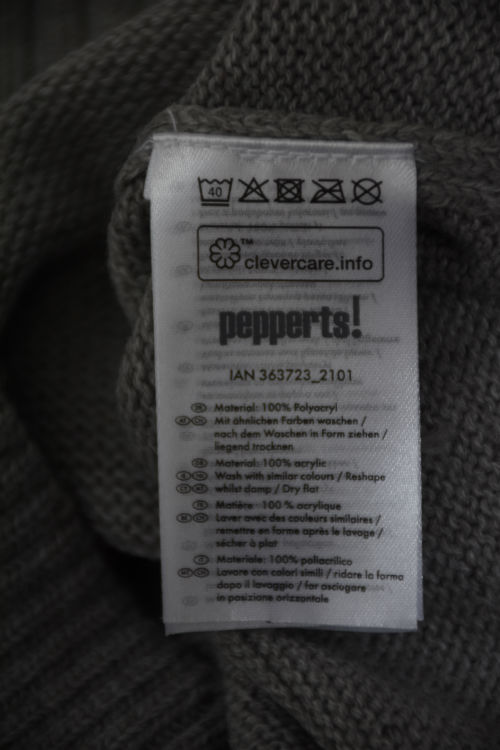 40
TM
clevercare.info
pepperts!
IAN 363723_2101
Material: 100% Polyacryl
Mit ähnlichen Farben waschen /
nach dem Waschen in Form ziehen /
liegend trocknen
Material: 100% acrylic
Wash with similar colours / Reshape
whilst damp / Dry flat
Matière: 100 % acrylique
Laver avec des couleurs similaires /
remettre en forme après le lavage /
sécher à plat
Materiale: 100% poliacrilico
Lavare con colori simili / ridare la forma
dopo il lavaggio / far asciugare
in posizione orizzontale